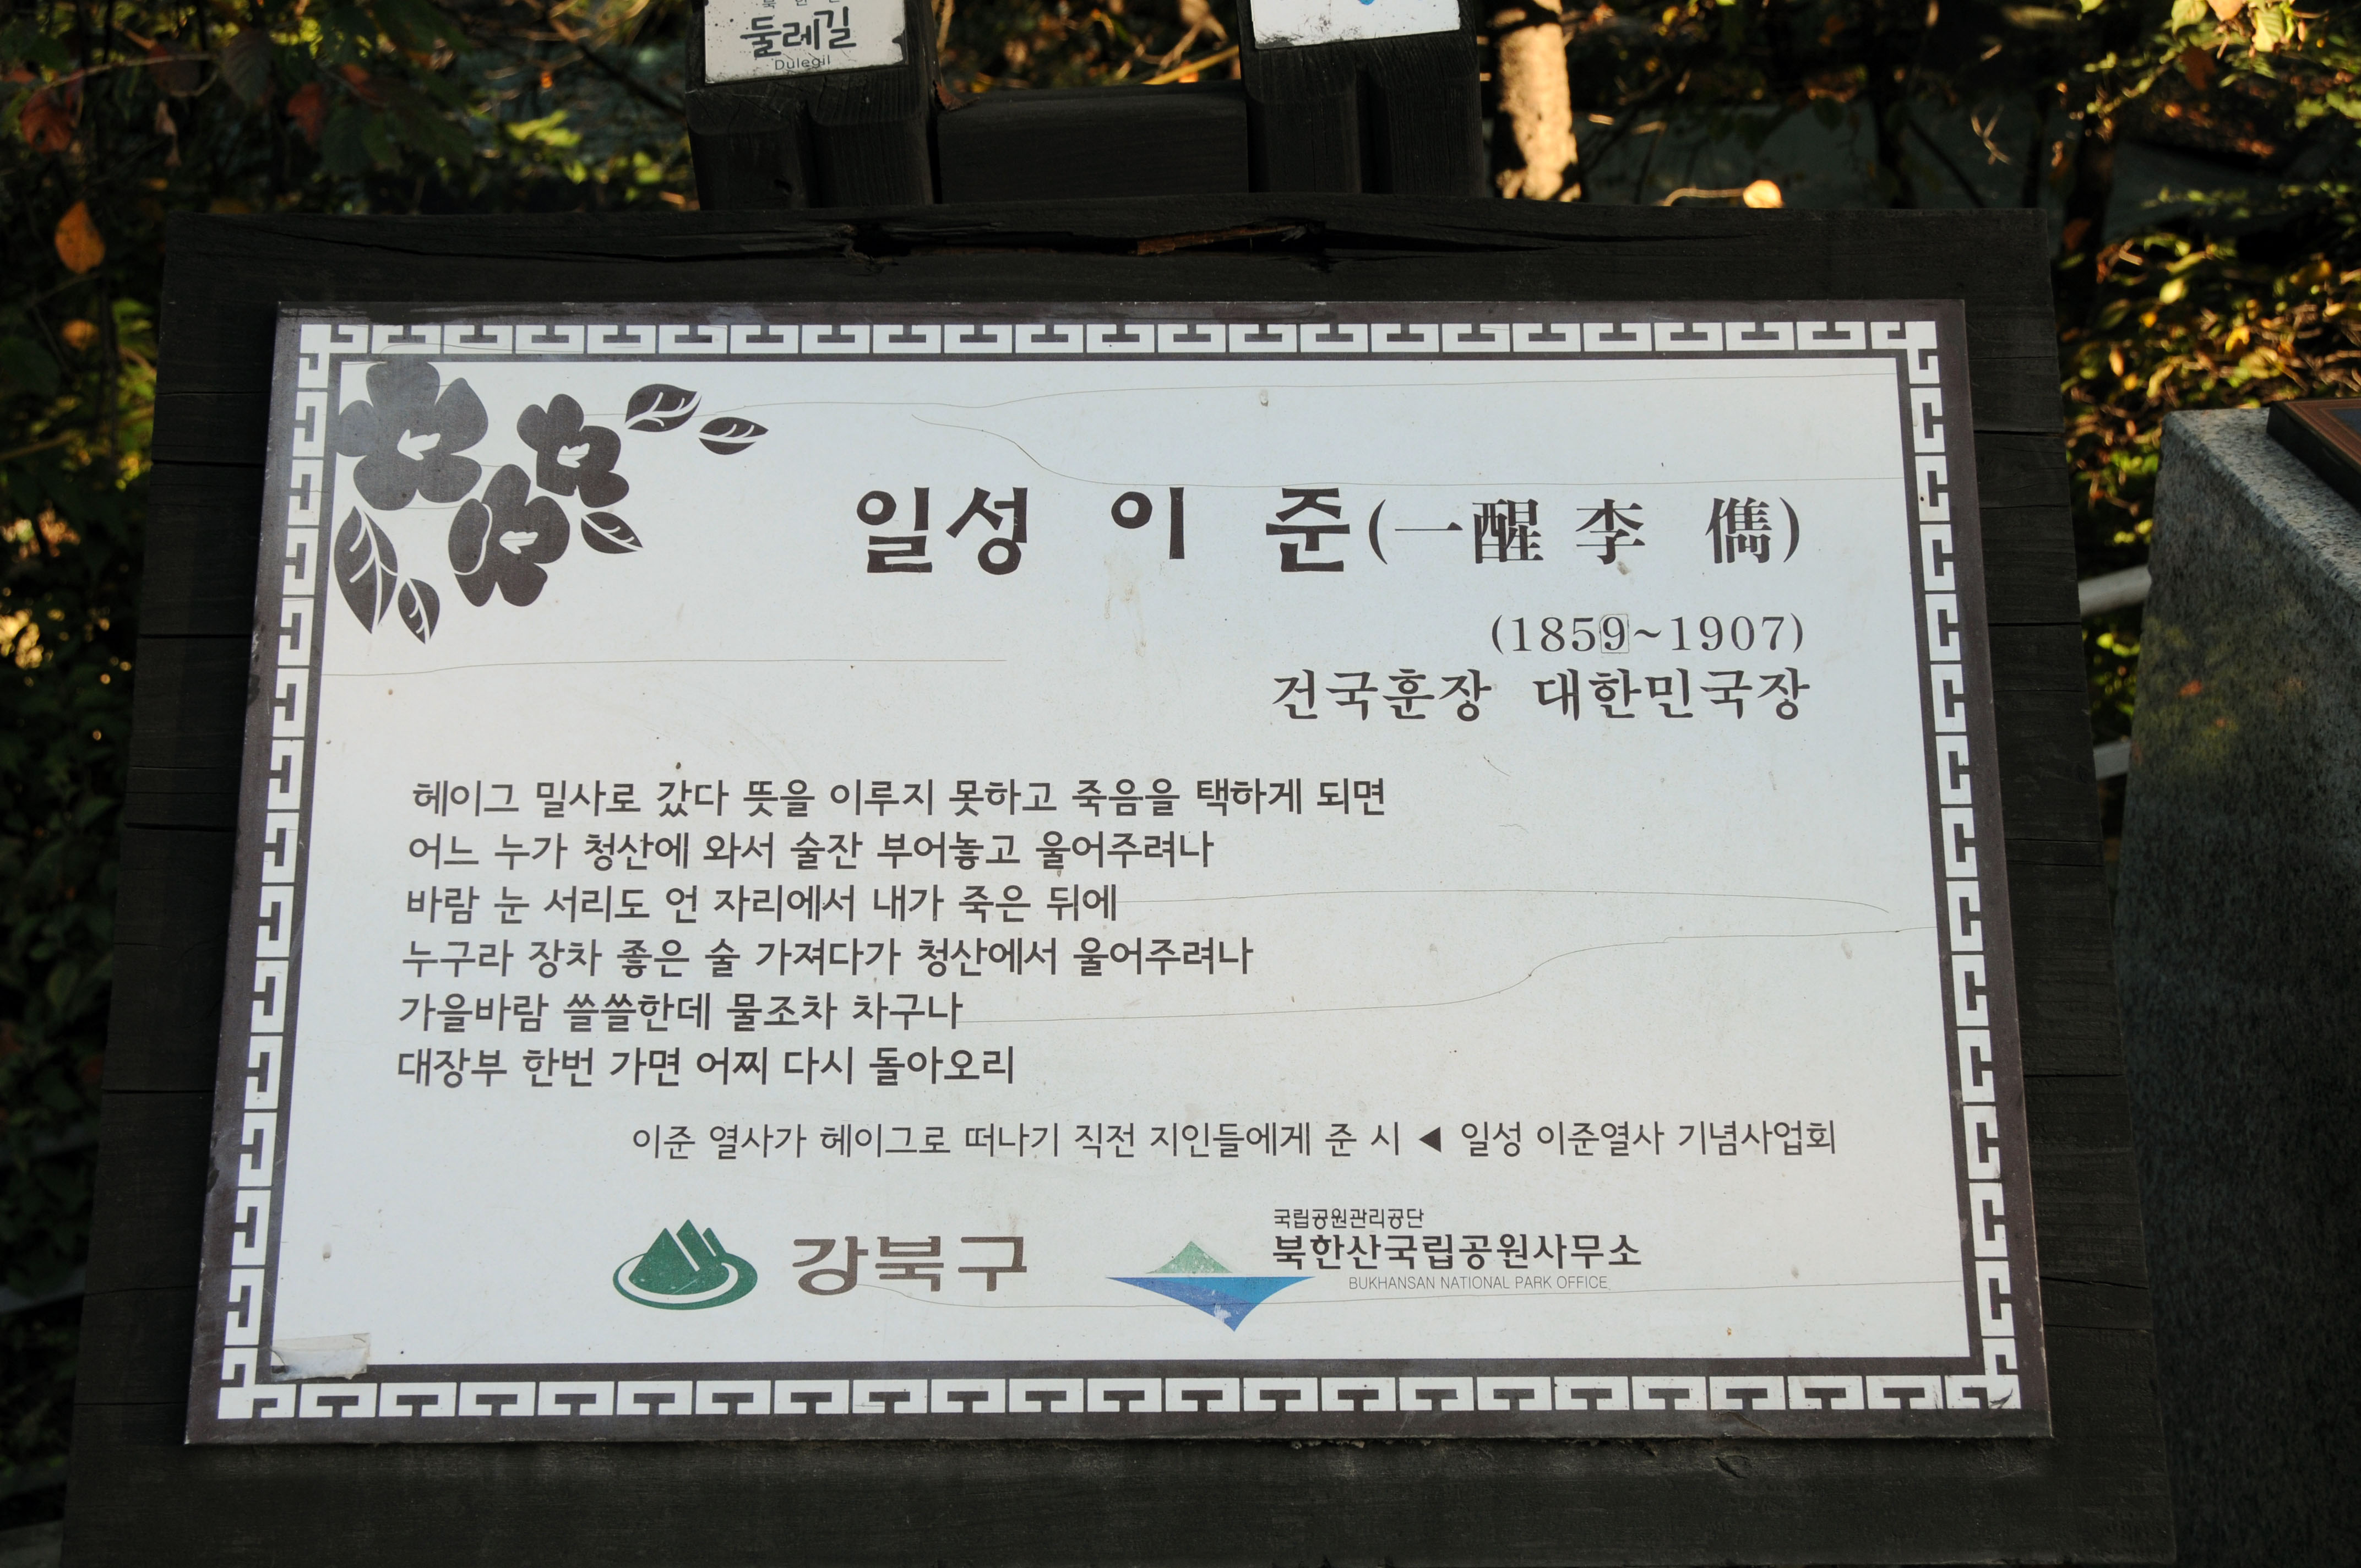 북한산
둘레길
Dulegil
일성 이 준(一醒 李 儁)
(1859~1907)
건국훈장 대한민국장
헤이그 밀사로 갔다 뜻을 이루지 못하고 죽음을 택하게 되면
어느 누가 청산에 와서 술잔 부어놓고 울어주려나
바람 눈 서리도 언 자리에서 내가 죽은 뒤에
누구라 장차 좋은 술 가져다가 청산에서 울어주려나
가을바람 쓸쓸한데 물조차 차구나
대장부 한번 가면 어찌 다시 돌아오리
이준 열사가 헤이그로 떠나기 직전 지인들에게 준 시 ◀ 일성 이준열사 기념사업회
강북구
국립공원관리공단
북한산국립공원사무소
BUKHANSAN NATIONAL PARK OFFICE